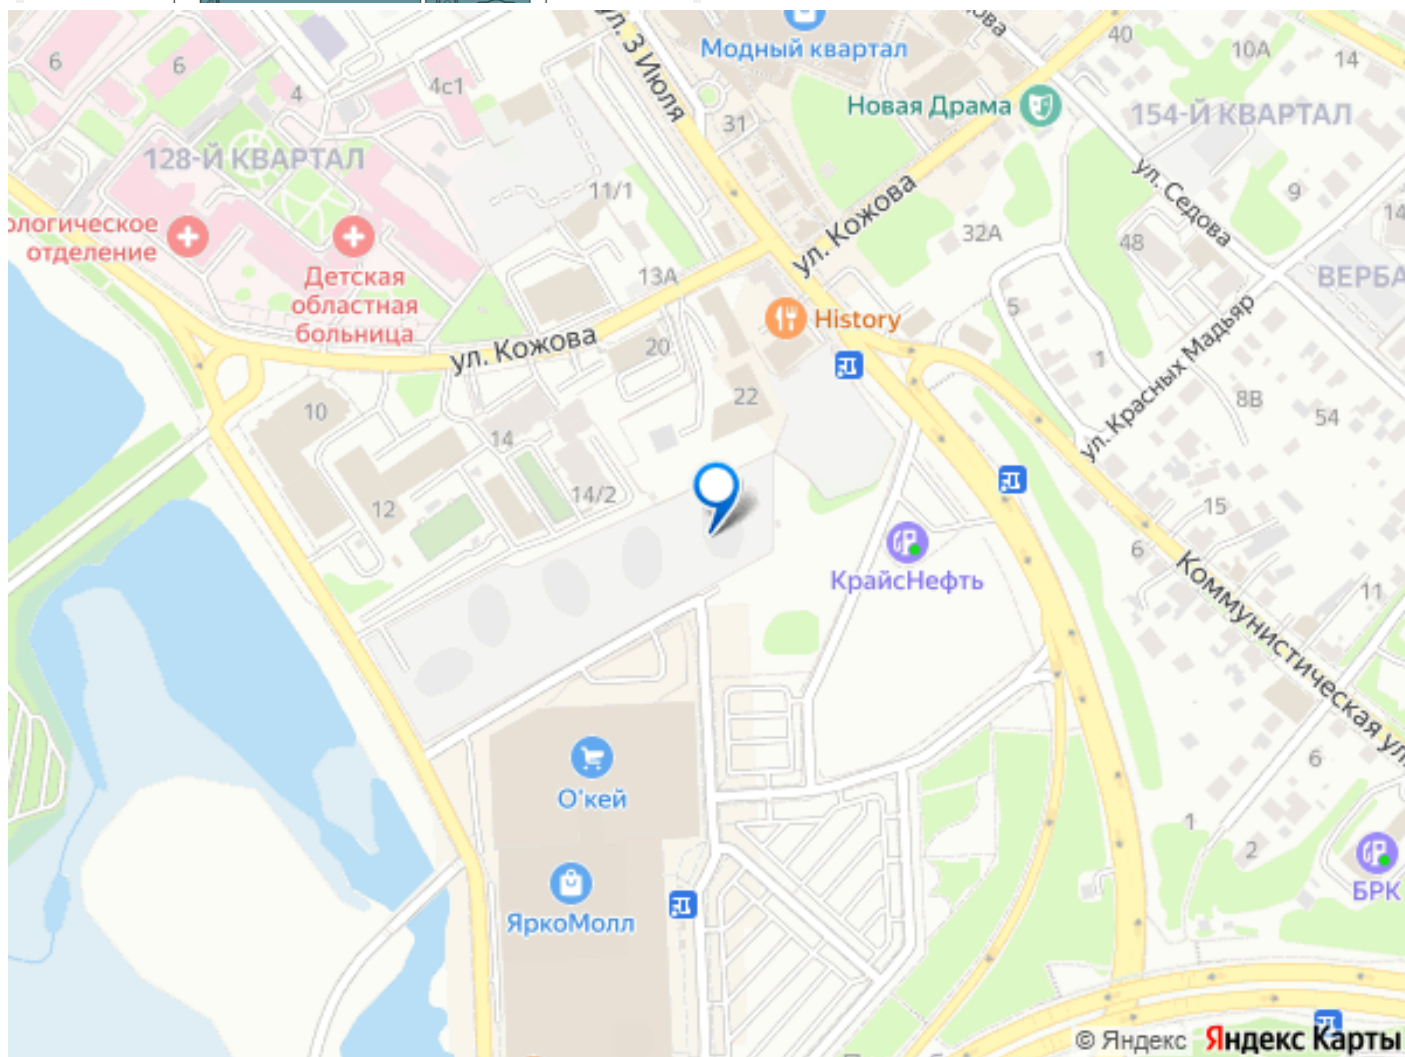 Модный квартал
ул. 3 Июля
40
10А
14
6
6
4
4с1
31
Новая Драма
154-Й КВАРТАЛ
128-Й КВАРТАЛ
11/1
ул. Кожова
ул. Седова
9
14
32А
48
ологическое
отделение
Детская
областная
больница
13А
ВЕРБА
5
History
ул. Кожова
20
1
ул. Красных Мадьяр
22
8В
54
10
14
12
14/2
15
6
КрайсНефть
Коммунистическая ул.
11
6
О'кей
1
2
БРК
ЯркоМолл
© Яндекс Яндекс Карты